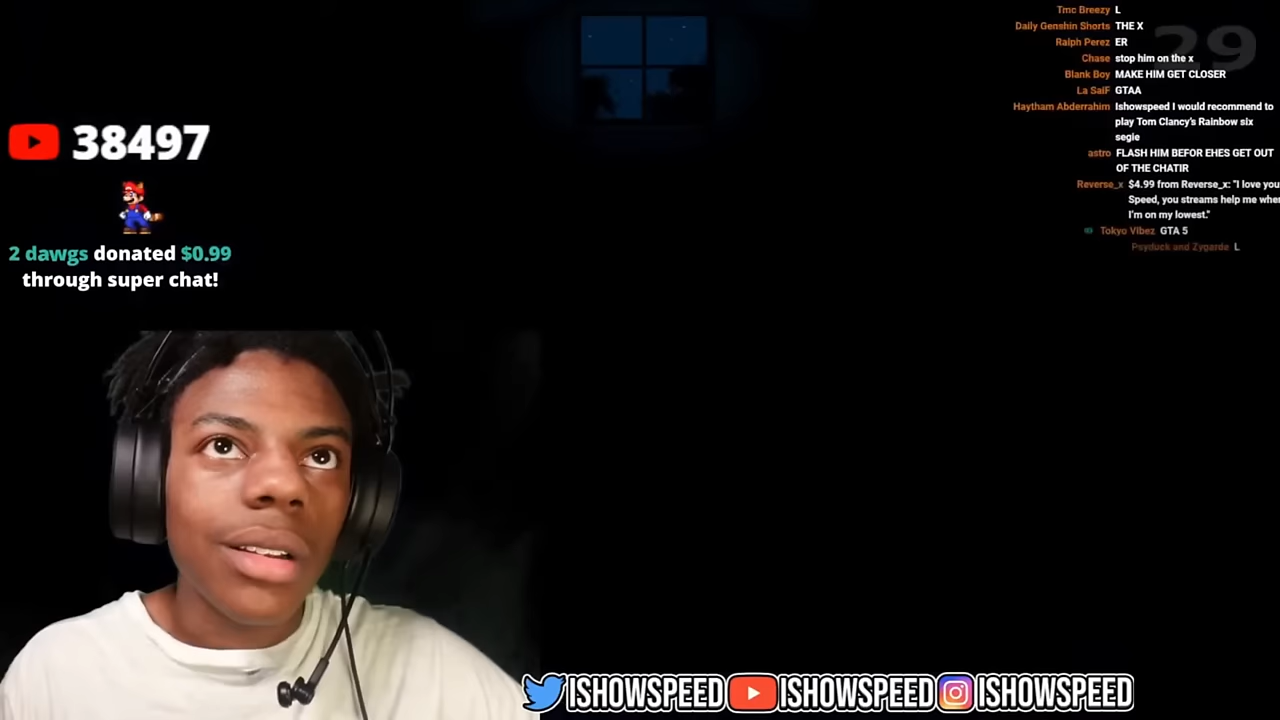 38497
2 dawgs donated $0.99
through super chat!
29
Tmc Breezy L
Daily Genshin Shorts THE X
Ralph Perez ER
Chase stop him on the x
Blank Boy MAKE HIM GET CLOSER
La SaiF GTAA
Haytham Abderrahim Ishowspeed I would recommend to
play Tom Clancy's Rainbow six
segie
astro FLASH HIM BEFOR EHES GET OUT
OF THE CHATIR
Reverse_x $4.99 from Reverse_x: "I love you
Speed, you streams help me when
I'm on my lowest."
Tokyo Vibez GTA 5
Psyduck and Zygarde L
ISHOWSPEED ISHOWSPEED ISHOWSPEED